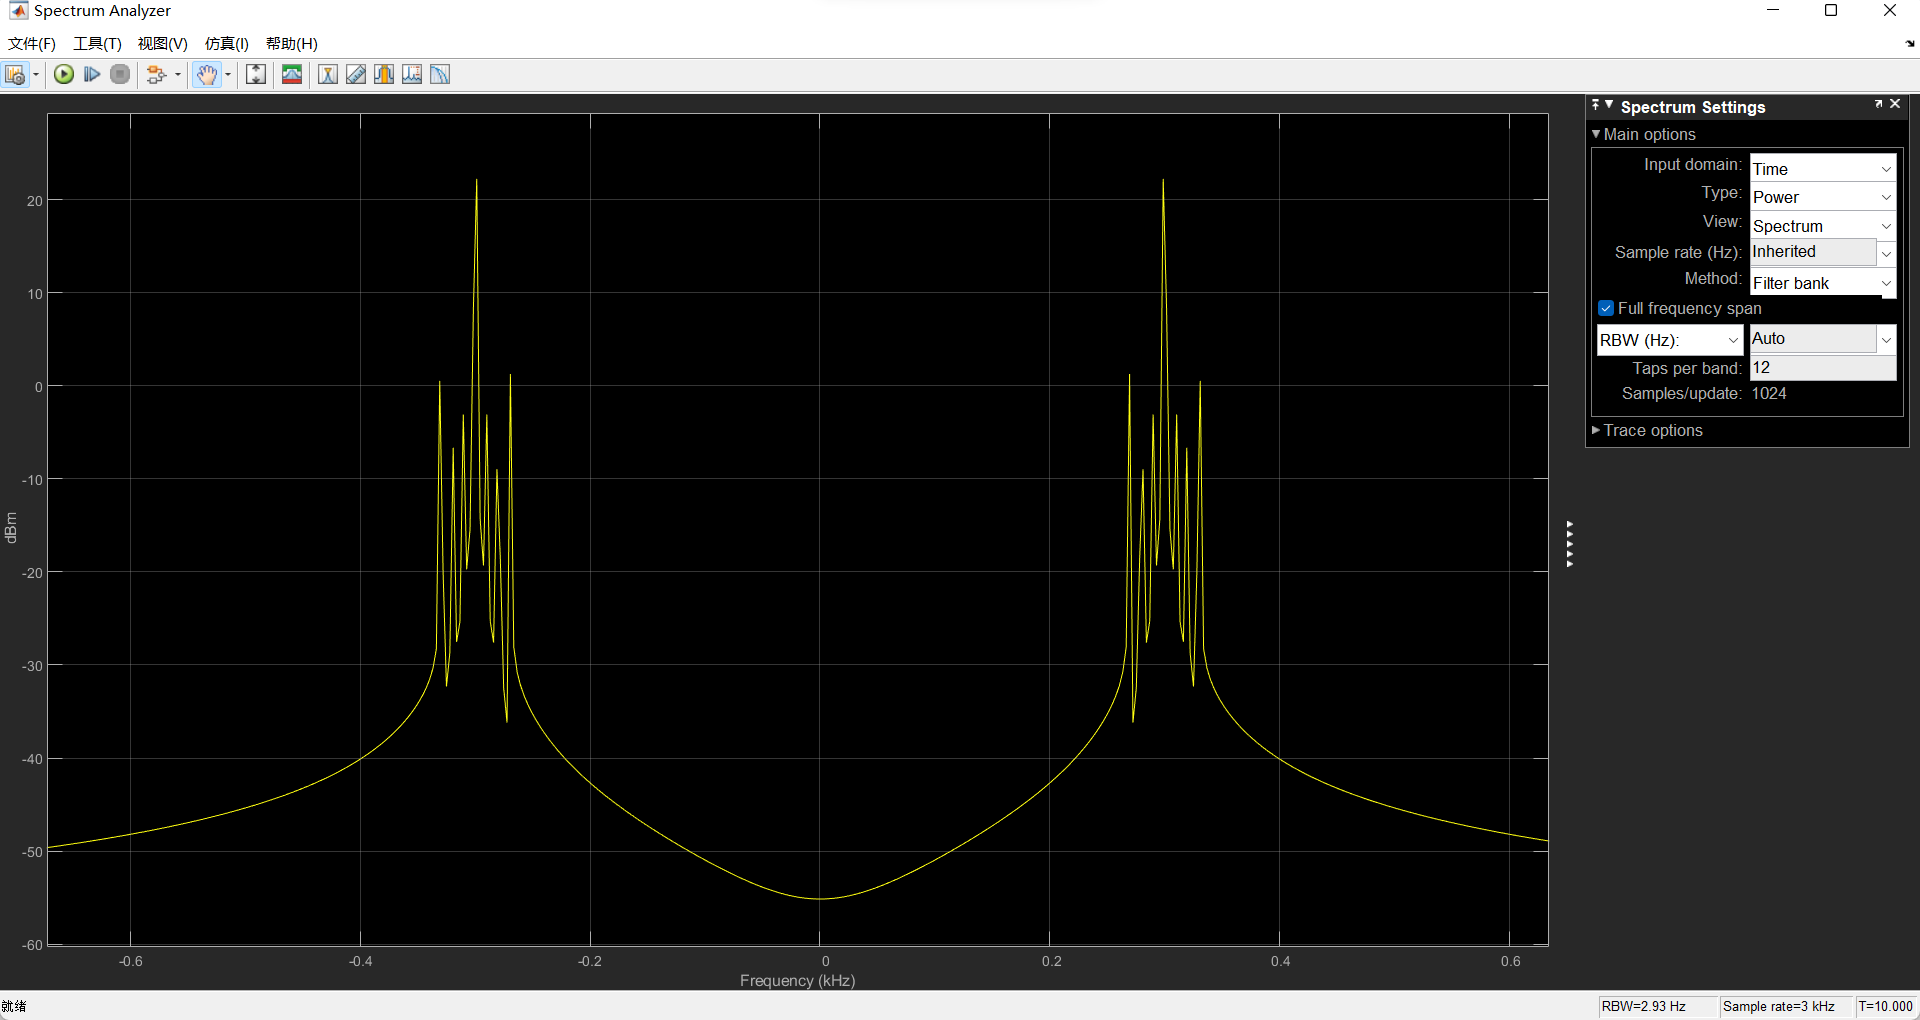 Spectrum Analyzer
文件(F) 工具(T) 视图(V) 仿真(I) 帮助(H)
20
10
0
-10
-20
-30
-40
-50
-60
dBm
-0.6 -0.4 -0.2 0 0.2 0.4 0.6
Frequency (kHz)
Spectrum Settings
Main options
Input domain: Time
Type: Power
View: Spectrum
Sample rate (Hz): Inherited
Method: Filter bank
Full frequency span
RBW (Hz): Auto
Taps per band: 12
Samples/update: 1024
Trace options
就绪 RBW=2.93 Hz Sample rate=3 kHz T=10.000